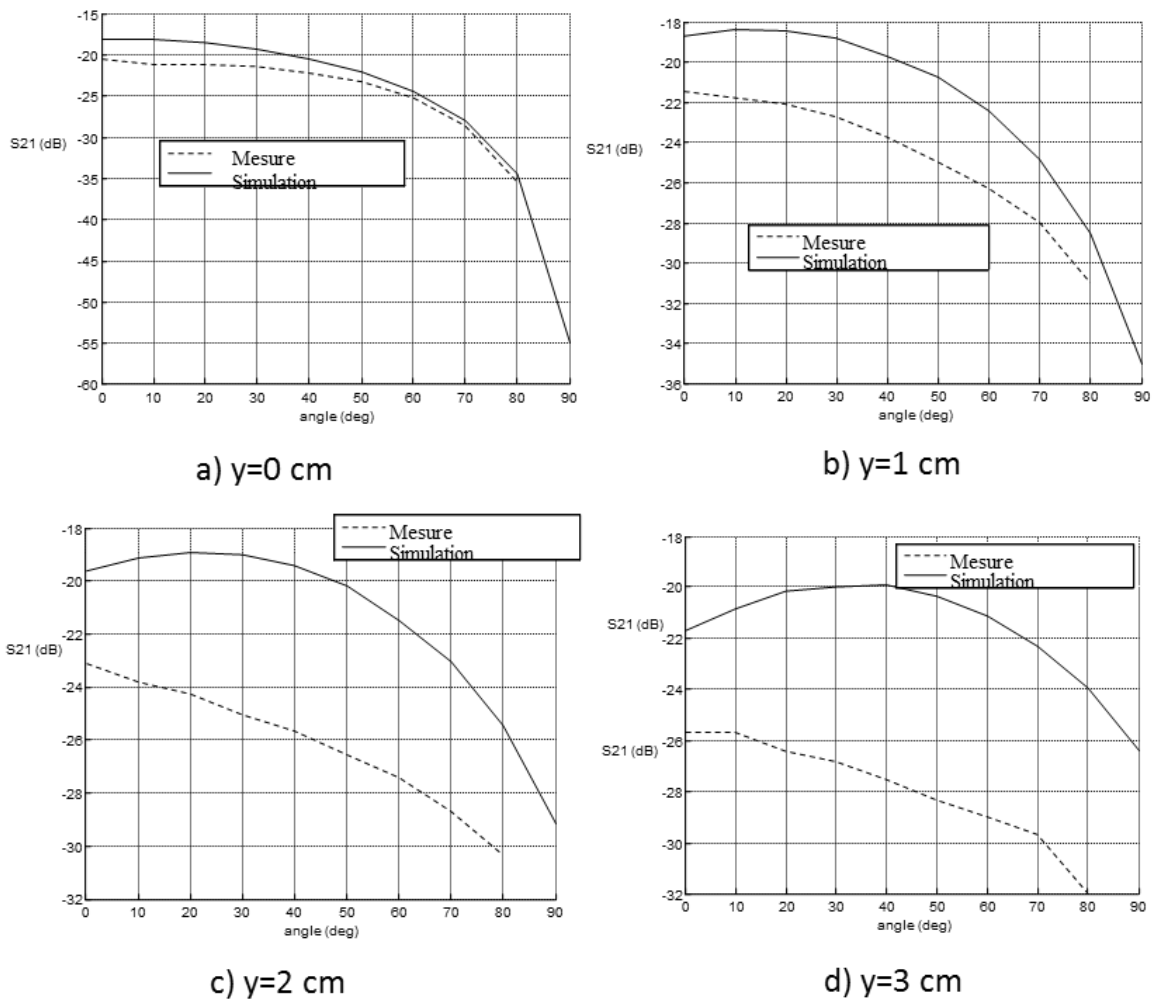 -15
-20
-25
-30
-35
-40
-45
-50
-55
-60
S21 (dB)
Mesure
Simulation
0 10 20 30 40 50 60 70 80 90
angle (deg)
a) y=0 cm
-18
-20
-22
-24
-26
-28
-30
-32
-34
-36
S21 (dB)
Mesure
Simulation
0 10 20 30 40 50 60 70 80 90
angle (deg)
b) y=1 cm
-18
-20
-22
-24
-26
-28
-30
-32
S21 (dB)
Mesure
Simulation
0 10 20 30 40 50 60 70 80 90
angle (deg)
c) y=2 cm
-18
-20
-22
-24
-26
-28
-30
-32
S21 (dB)
S21 (dB)
Mesure
Simulation
0 10 20 30 40 50 60 70 80 90
angle (deg)
d) y=3 cm